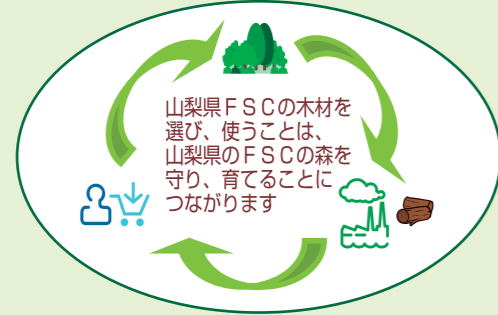 山梨県ＦＳＣの木材を
選び、使うことは、
山梨県のＦＳＣの森を
守り、育てることに
つながります